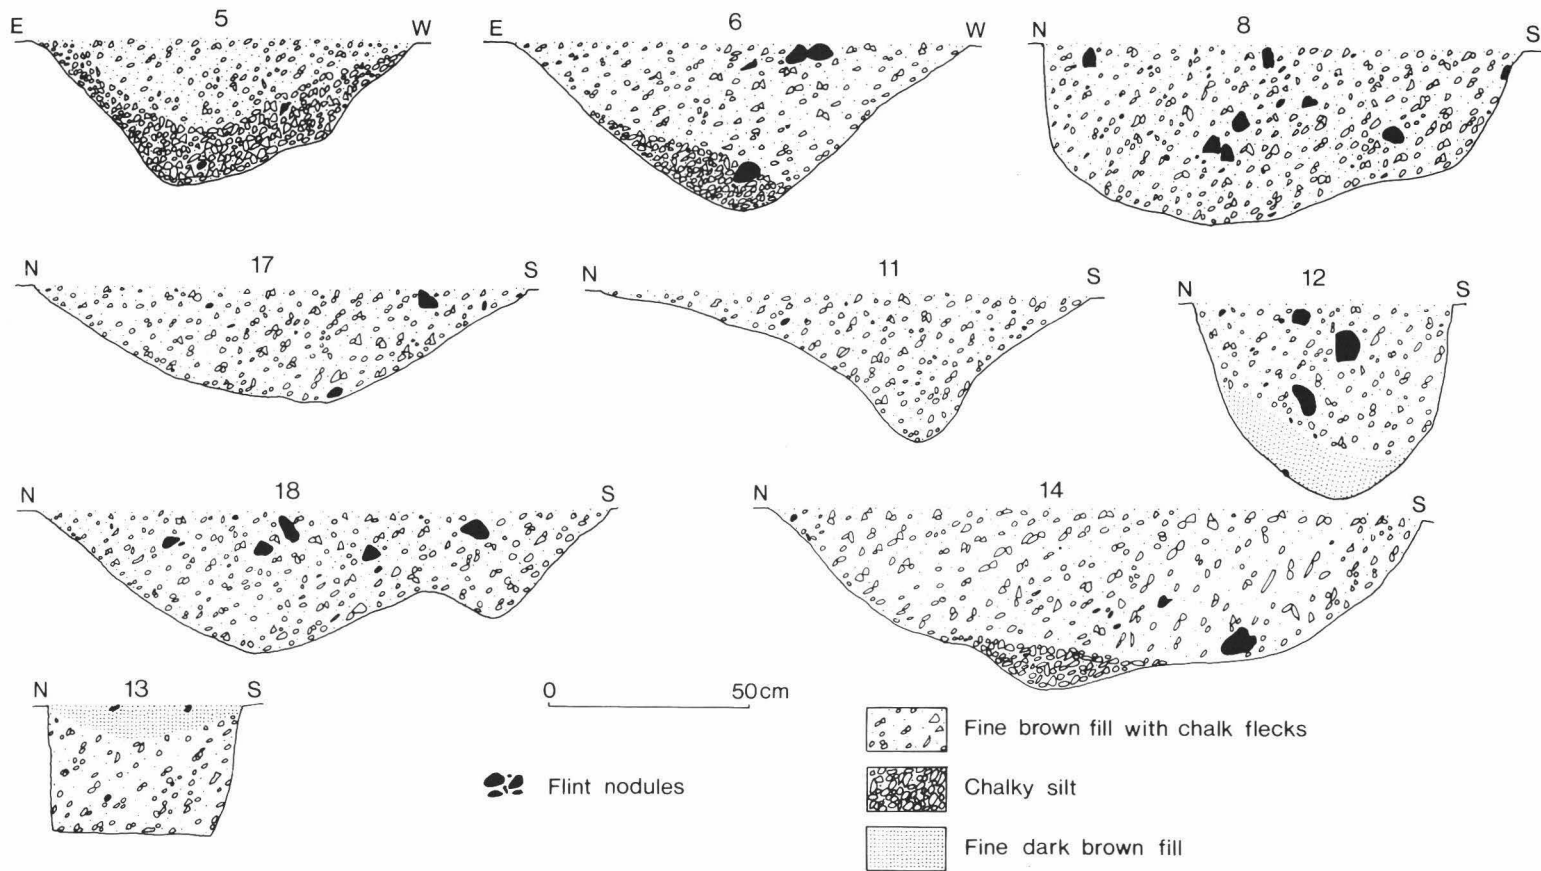 E 5 W
E 6 W
N 8 S
N 17 S
N 11 S
N 12 S
N 18 S
N 14 S
N 13 S
0 50cm
Flint nodules
Fine brown fill with chalk flecks
Chalky silt
Fine dark brown fill